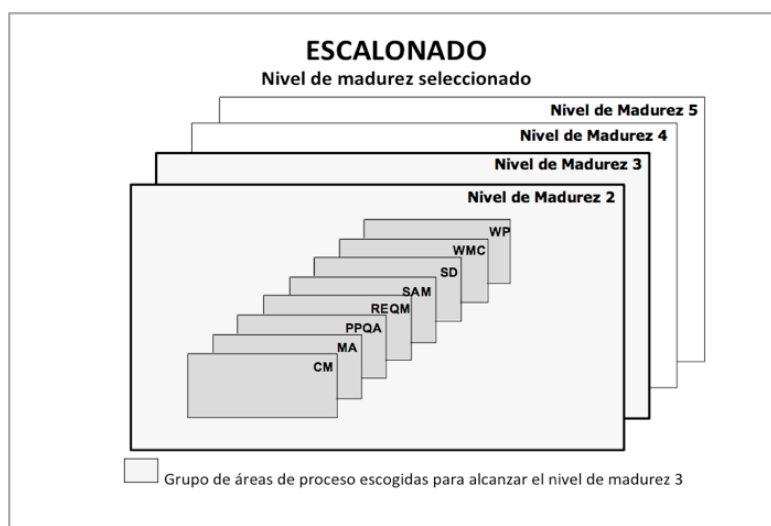 ESCALONADO
Nivel de madurez seleccionado
Nivel de Madurez 5
Nivel de Madurez 4
Nivel de Madurez 3
Nivel de Madurez 2
WP
WMC
SD
SAM
REQM
PPQA
MA
CM
Grupo de áreas de proceso escogidas para alcanzar el nivel de madurez 3